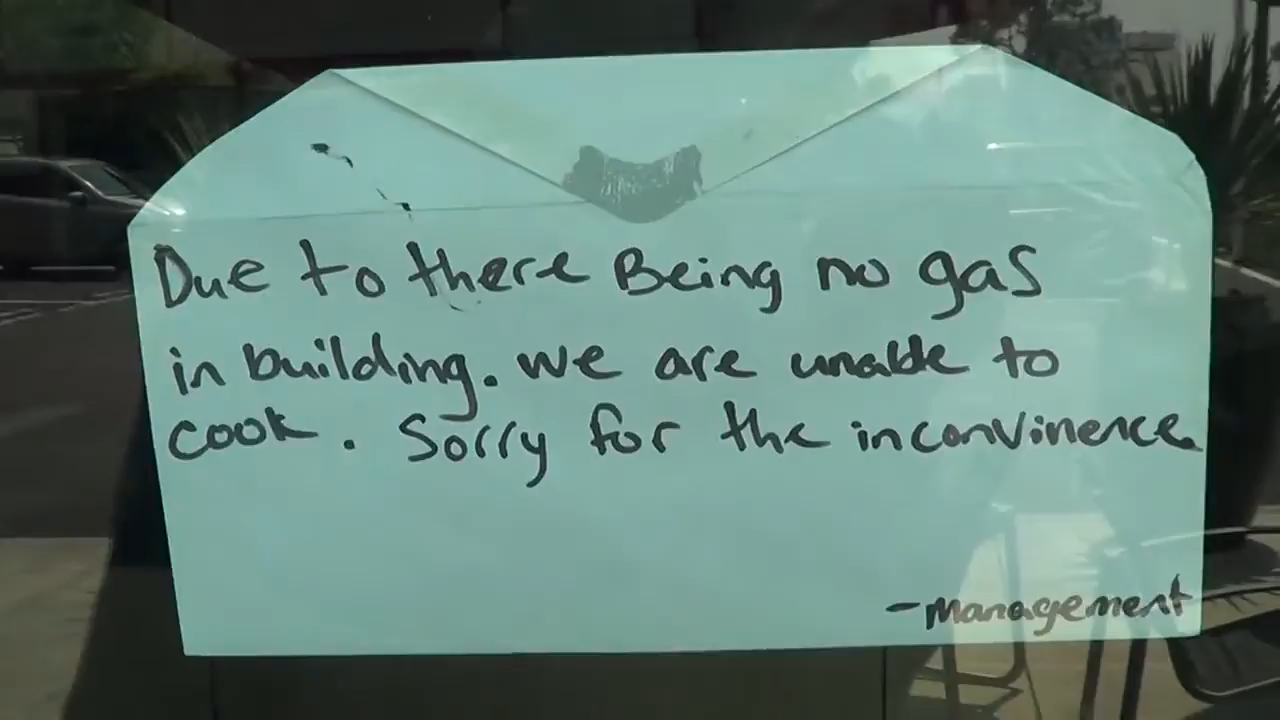 Due to there Being no gas
in building. we are unable to
cook. Sorry for the inconvinence.
-management